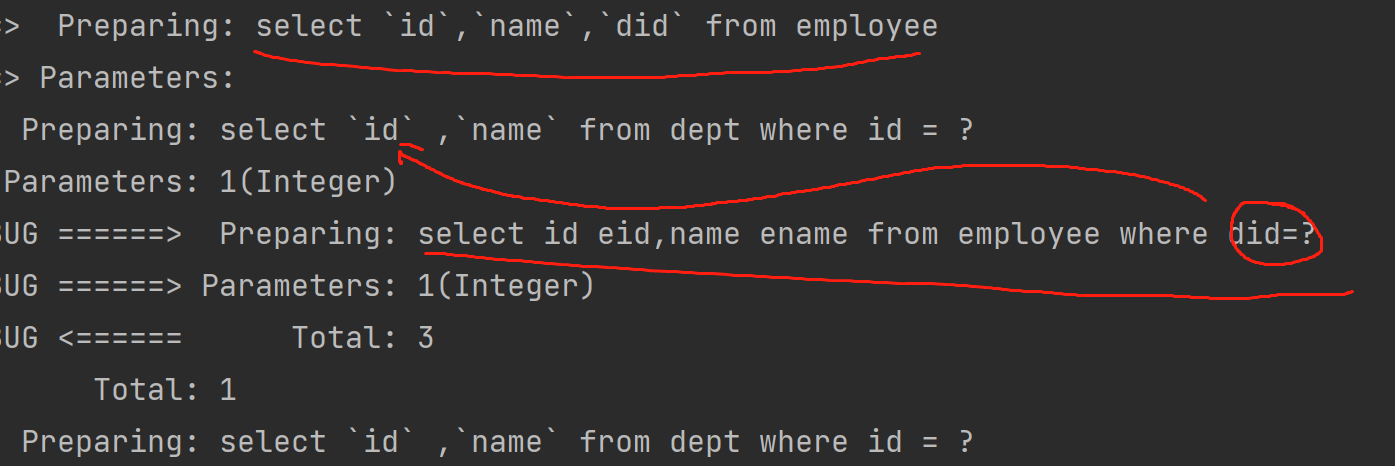 => Preparing: select `id`,`name`,`did` from employee
=> Parameters:
Preparing: select `id` ,`name` from dept where id = ?
Parameters: 1(Integer)
BUG ======> Preparing: select id eid,name ename from employee where did=?
BUG ======> Parameters: 1(Integer)
BUG <====== Total: 3
Total: 1
Preparing: select `id` ,`name` from dept where id = ?